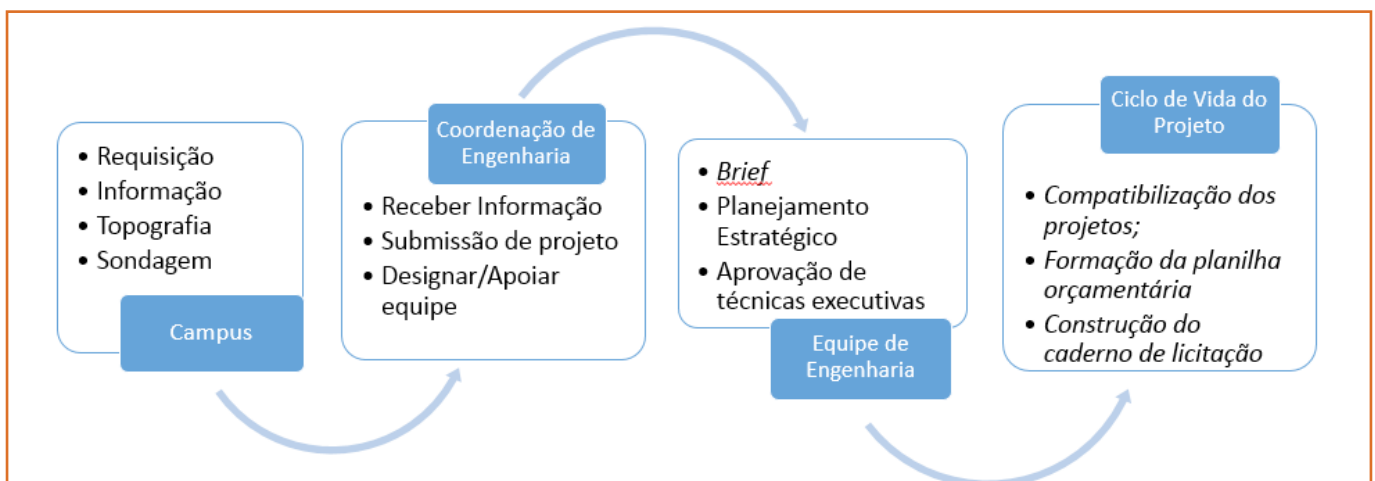 • Requisição
• Informação
• Topografia
• Sondagem
Campus
Coordenação de
Engenharia
• Receber Informação
• Submissão de projeto
• Designar/Apoiar
equipe
• Brief
• Planejamento
Estratégico
• Aprovação de
técnicas executivas
Equipe de
Engenharia
Ciclo de Vida do
Projeto
• Compatibilização dos
projetos;
• Formação da planilha
orçamentária
• Construção do
caderno de licitação